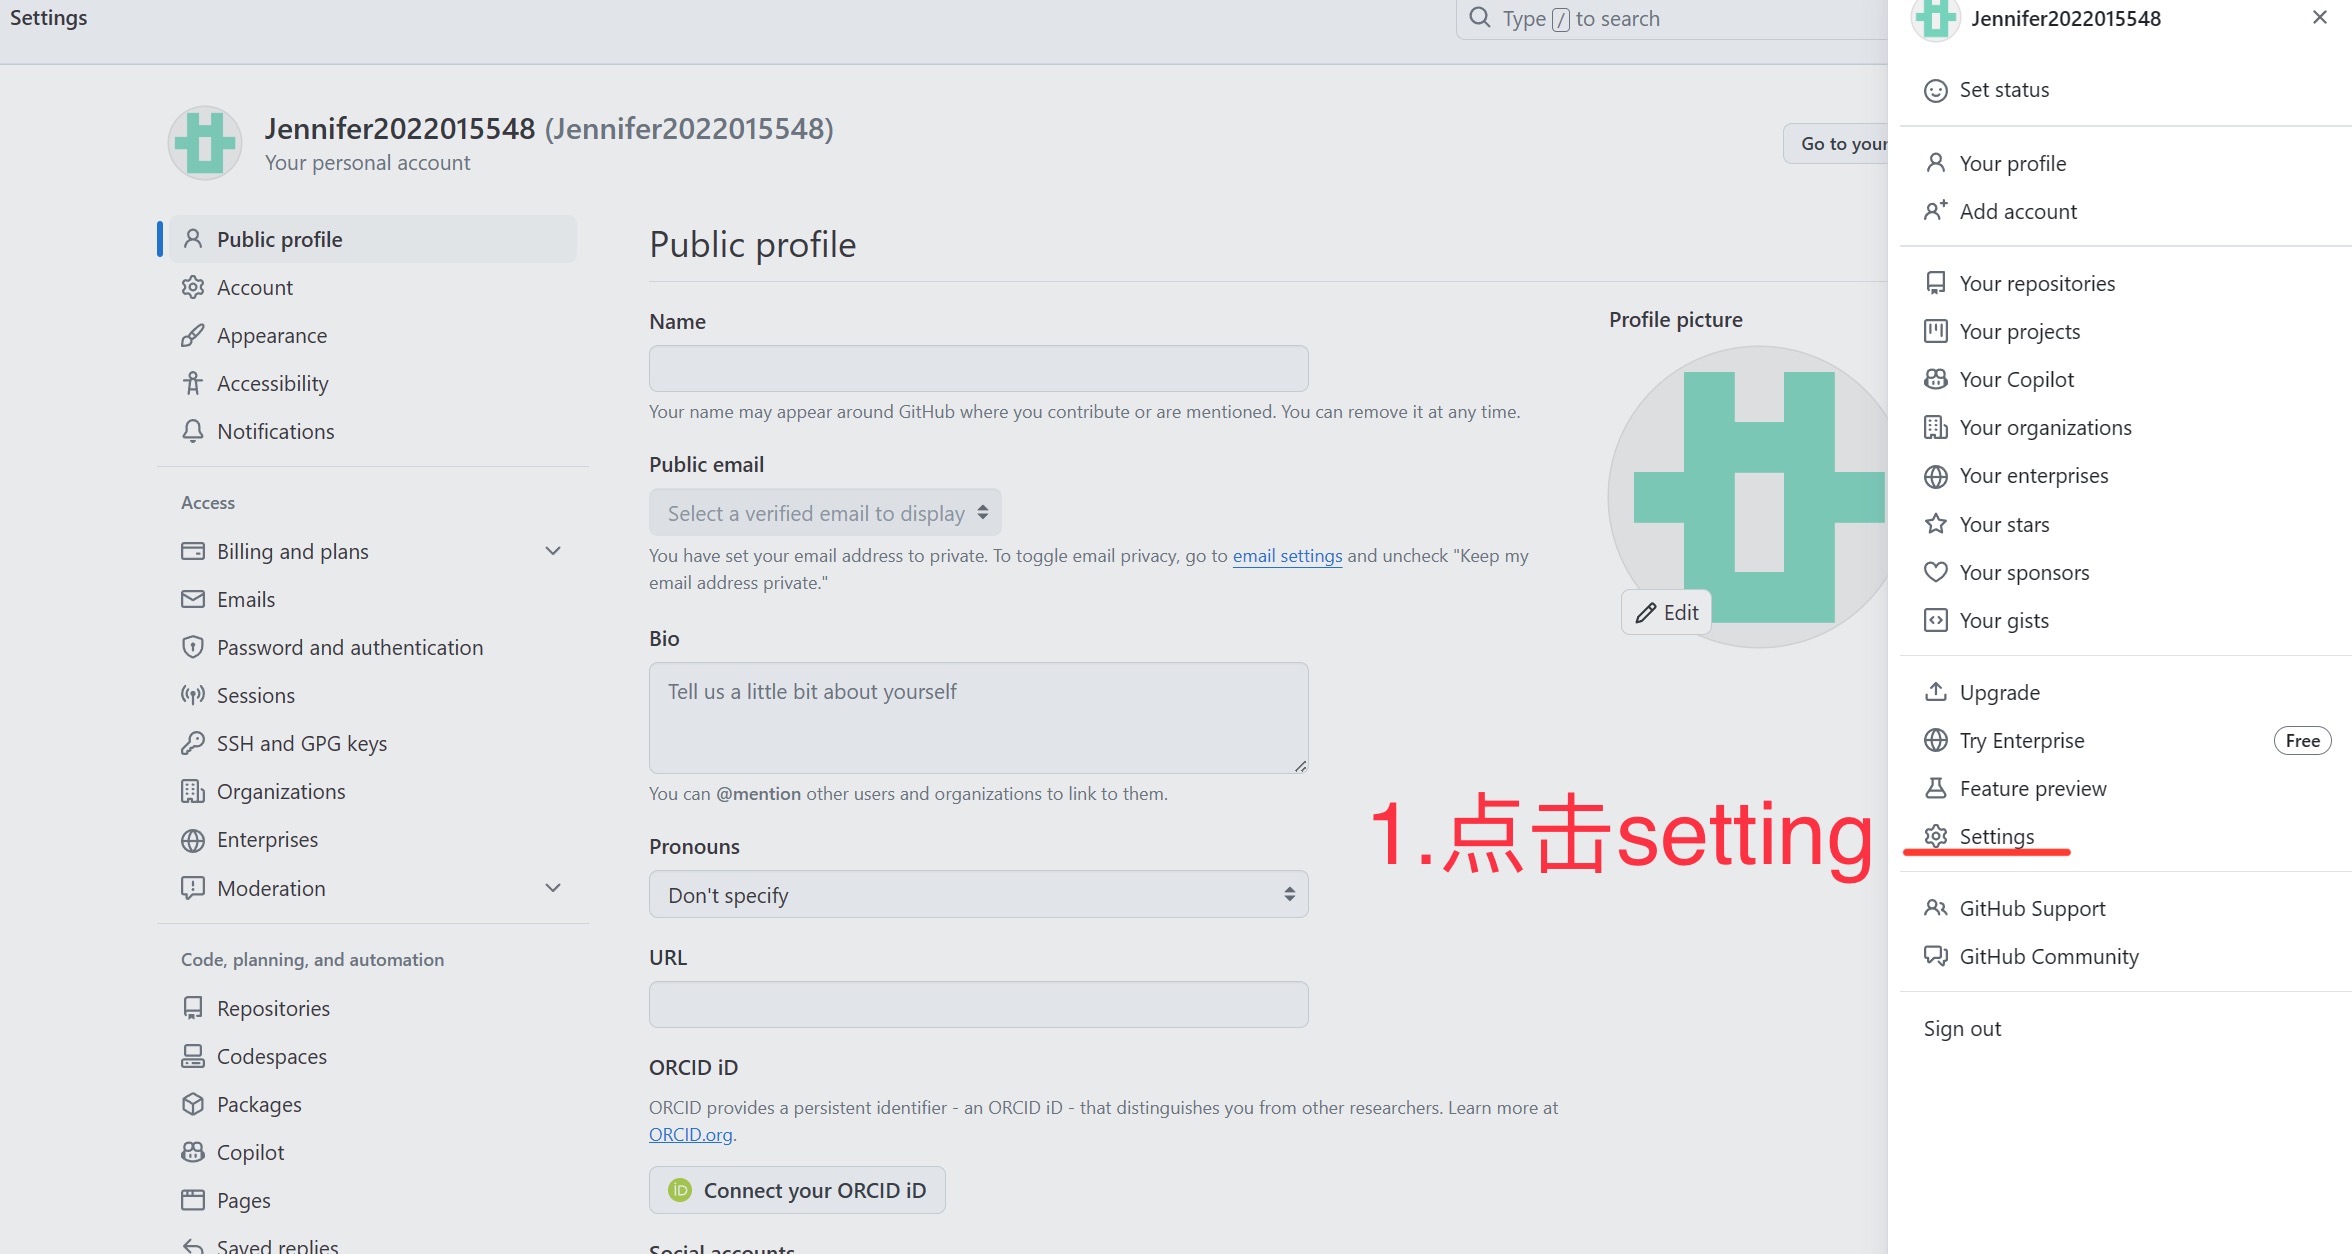 Settings
Type / to search
Jennifer2022015548
Set status
Your profile
Add account
Your repositories
Your projects
Your Copilot
Your organizations
Your enterprises
Your stars
Your sponsors
Your gists
Upgrade
Try Enterprise Free
Feature preview
Settings
GitHub Support
GitHub Community
Sign out
Jennifer2022015548 (Jennifer2022015548)
Your personal account
Go to your
Public profile
Account
Appearance
Accessibility
Notifications
Access
Billing and plans
Emails
Password and authentication
Sessions
SSH and GPG keys
Organizations
Enterprises
Moderation
Code, planning, and automation
Repositories
Codespaces
Packages
Copilot
Pages
Saved replies
Public profile
Name
Your name may appear around GitHub where you contribute or are mentioned. You can remove it at any time.
Public email
Select a verified email to display
You have set your email address to private. To toggle email privacy, go to email settings and uncheck "Keep my
email address private."
Bio
Tell us a little bit about yourself
You can @mention other users and organizations to link to them.
Pronouns
Don't specify
URL
ORCID iD
ORCID provides a persistent identifier - an ORCID iD - that distinguishes you from other researchers. Learn more at
ORCID.org.
iD Connect your ORCID iD
Social accounts
Profile picture
Edit
1.点击setting